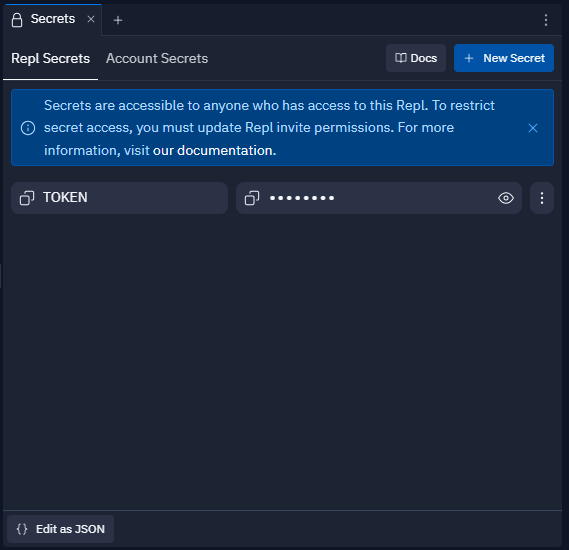 Secrets
Repl Secrets
Account Secrets
Docs
New Secret
Secrets are accessible to anyone who has access to this Repl. To restrict
secret access, you must update Repl invite permissions. For more
information, visit our documentation.
TOKEN
••••••••
{} Edit as JSON